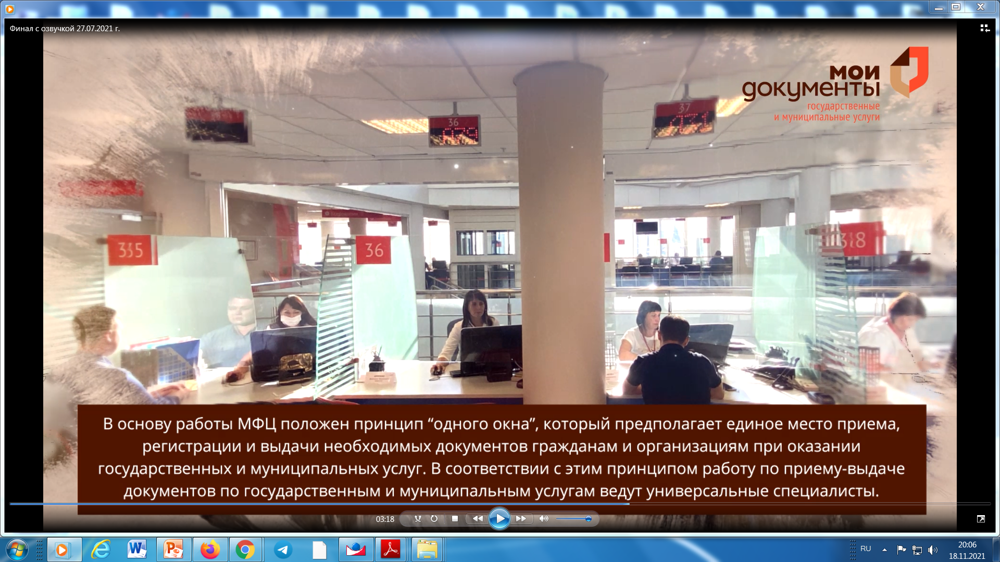 Финал с озвучкой 27.07.2021 г.
мои
документы
государственные
и муниципальные услуги
37
36
36
В основу работы МФЦ положен принцип “одного окна”, который предполагает единое место приема,
регистрации и выдачи необходимых документов гражданам и организациям при оказании
государственных и муниципальных услуг. В соответствии с этим принципом работу по приему-выдаче
документов по государственным и муниципальным услугам ведут универсальные специалисты.
03:18
RU
20:06
18.11.2021